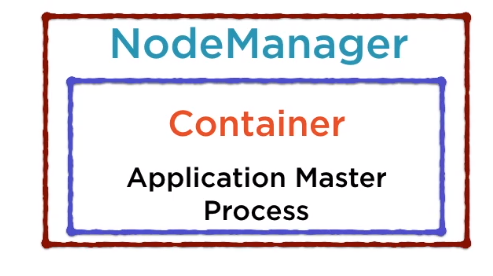 NodeManager
Container
Application Master
Process